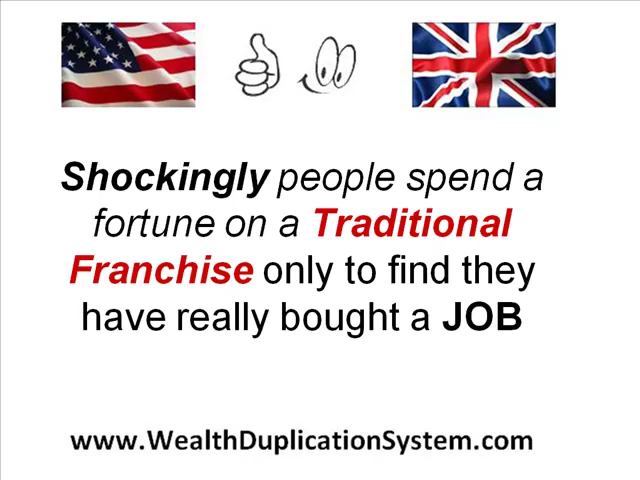 Shockingly people spend a
fortune on a Traditional
Franchise only to find they
have really bought a JOB
www.WealthDuplicationSystem.com